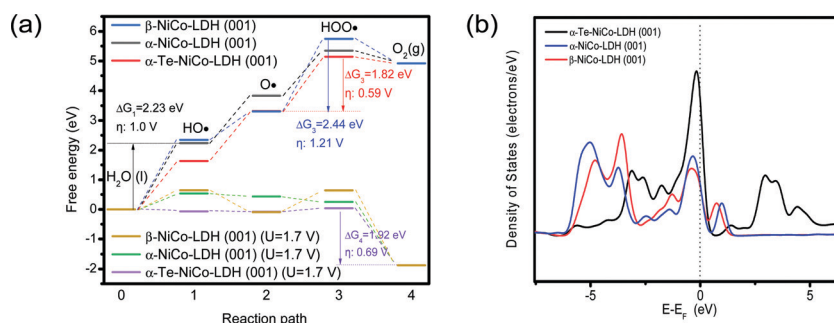 (a)
β-NiCo-LDH (001)
α-NiCo-LDH (001)
α-Te-NiCo-LDH (001)
HOO•
O₂(g)
ΔG₁=2.23 eV
η: 1.0 V
O•
HO•
ΔG₃=1.82 eV
η: 0.59 V
ΔG₃=2.44 eV
η: 1.21 V
H₂O (l)
β-NiCo-LDH (001) (U=1.7 V)
α-NiCo-LDH (001) (U=1.7 V)
α-Te-NiCo-LDH (001) (U=1.7 V)
ΔG₄=1.92 eV
η: 0.69 V
Free energy (eV)
6
5
4
3
2
1
0
-1
-2
0 1 2 3 4
Reaction path
(b)
α-Te-NiCo-LDH (001)
α-NiCo-LDH (001)
β-NiCo-LDH (001)
Density of States (electrons/eV)
-5 0 5
E-E_F (eV)